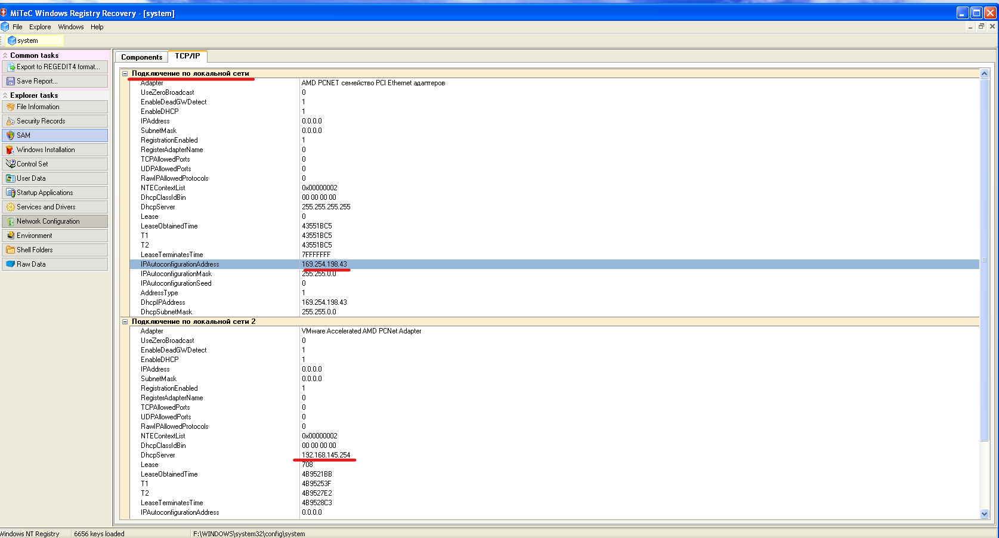 MiTeC Windows Registry Recovery - [system]
File Explore Windows Help
system
Common tasks
Export to REGEDIT4 format...
Save Report...
Explorer tasks
File Information
Security Records
SAM
Windows Installation
Control Set
User Data
Startup Applications
Services and Drivers
Network Configuration
Environment
Shell Folders
Raw Data
Components TCP/IP
Подключение по локальной сети
Adapter AMD PCNET семейство PCI Ethernet адаптеров
UseZeroBroadcast 0
EnableDeadGWDetect 1
EnableDHCP 1
IPAddress 0.0.0.0
SubnetMask 0.0.0.0
RegistrationEnabled 1
RegisterAdapterName 0
TCPAllowedPorts 0
UDPAllowedPorts 0
RawIPAllowedProtocols 0
NTEContextList 0x00000002
DhcpClassIdBin 00 00 00 00
DhcpServer 255.255.255.255
Lease 0
LeaseObtainedTime 43551BC5
T1 43551BC5
T2 43551BC5
LeaseTerminatesTime 7FFFFFFF
IPAutoconfigurationAddress 169.254.198.43
IPAutoconfigurationMask 255.255.0.0
IPAutoconfigurationSeed 0
AddressType 1
DhcpIPAddress 169.254.198.43
DhcpSubnetMask 255.255.0.0
Подключение по локальной сети 2
Adapter VMware Accelerated AMD PCNet Adapter
UseZeroBroadcast 0
EnableDeadGWDetect 1
EnableDHCP 1
IPAddress 0.0.0.0
SubnetMask 0.0.0.0
RegistrationEnabled 1
RegisterAdapterName 0
TCPAllowedPorts 0
UDPAllowedPorts 0
RawIPAllowedProtocols 0
NTEContextList 0x00000002
DhcpClassIdBin 00 00 00 00
DhcpServer 192.168.145.254
Lease 708
LeaseObtainedTime 4B9521BB
T1 4B95253F
T2 4B9527E2
LeaseTerminatesTime 4B9528C3
IPAutoconfigurationAddress 0.0.0.0
Windows NT Registry 6656 keys loaded F:\WINDOWS\system32\config\system